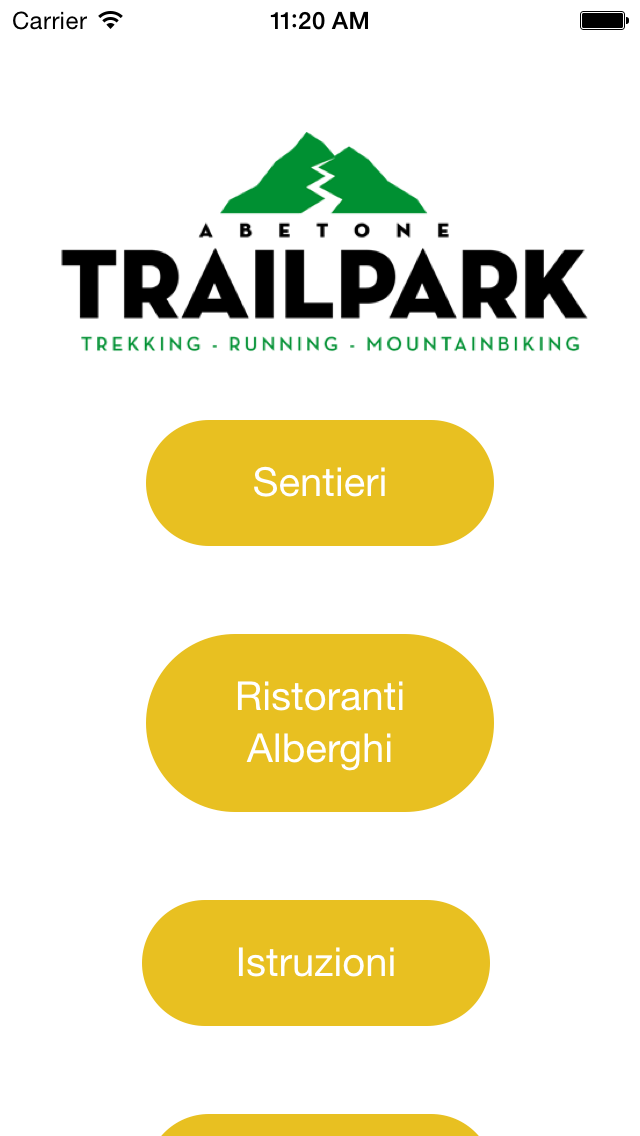 Carrier 11:20 AM
ABETONE
TRAILPARK
TREKKING - RUNNING - MOUNTAINBIKING
Sentieri
Ristoranti
Alberghi
Istruzioni